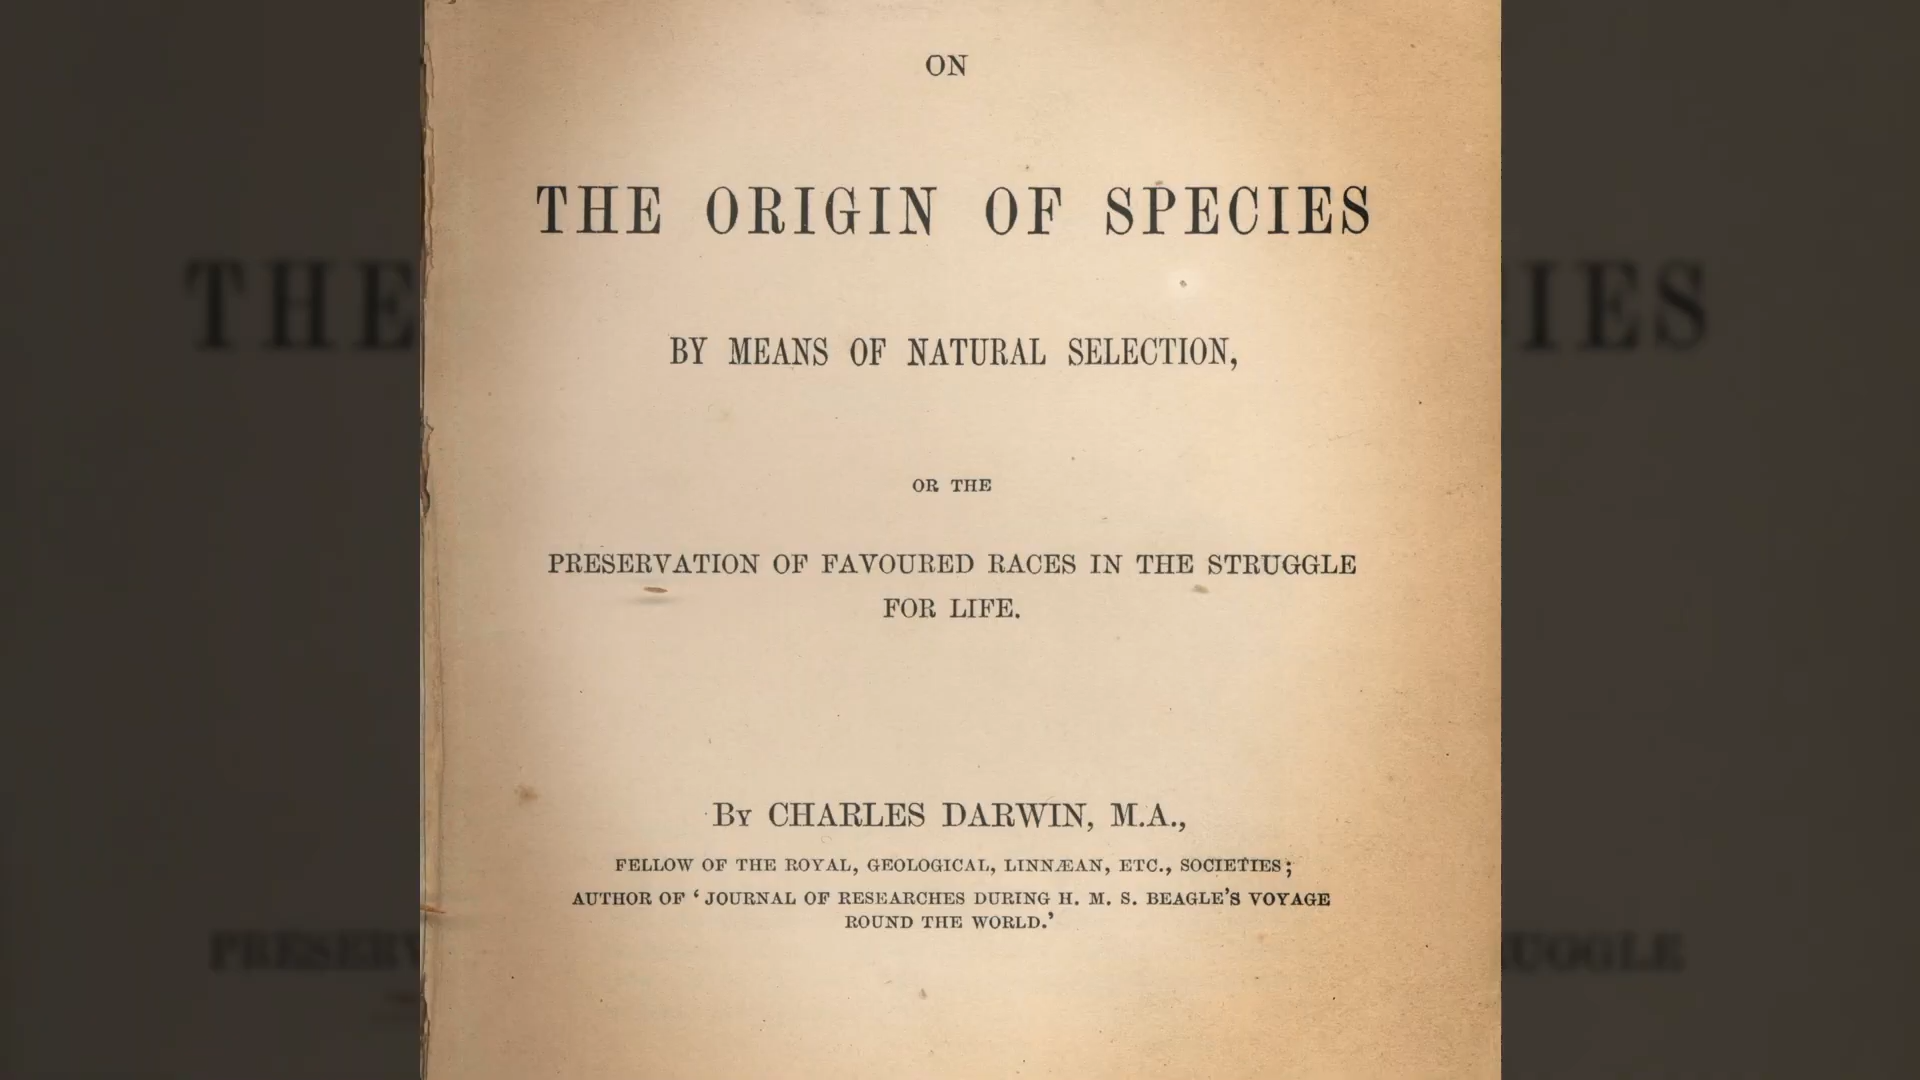 ON
THE ORIGIN OF SPECIES
BY MEANS OF NATURAL SELECTION,
OR THE
PRESERVATION OF FAVOURED RACES IN THE STRUGGLE
FOR LIFE.
By CHARLES DARWIN, M.A.,
FELLOW OF THE ROYAL, GEOLOGICAL, LINNÆAN, ETC., SOCIETIES;
AUTHOR OF ‘JOURNAL OF RESEARCHES DURING H. M. S. BEAGLE’S VOYAGE
ROUND THE WORLD.’